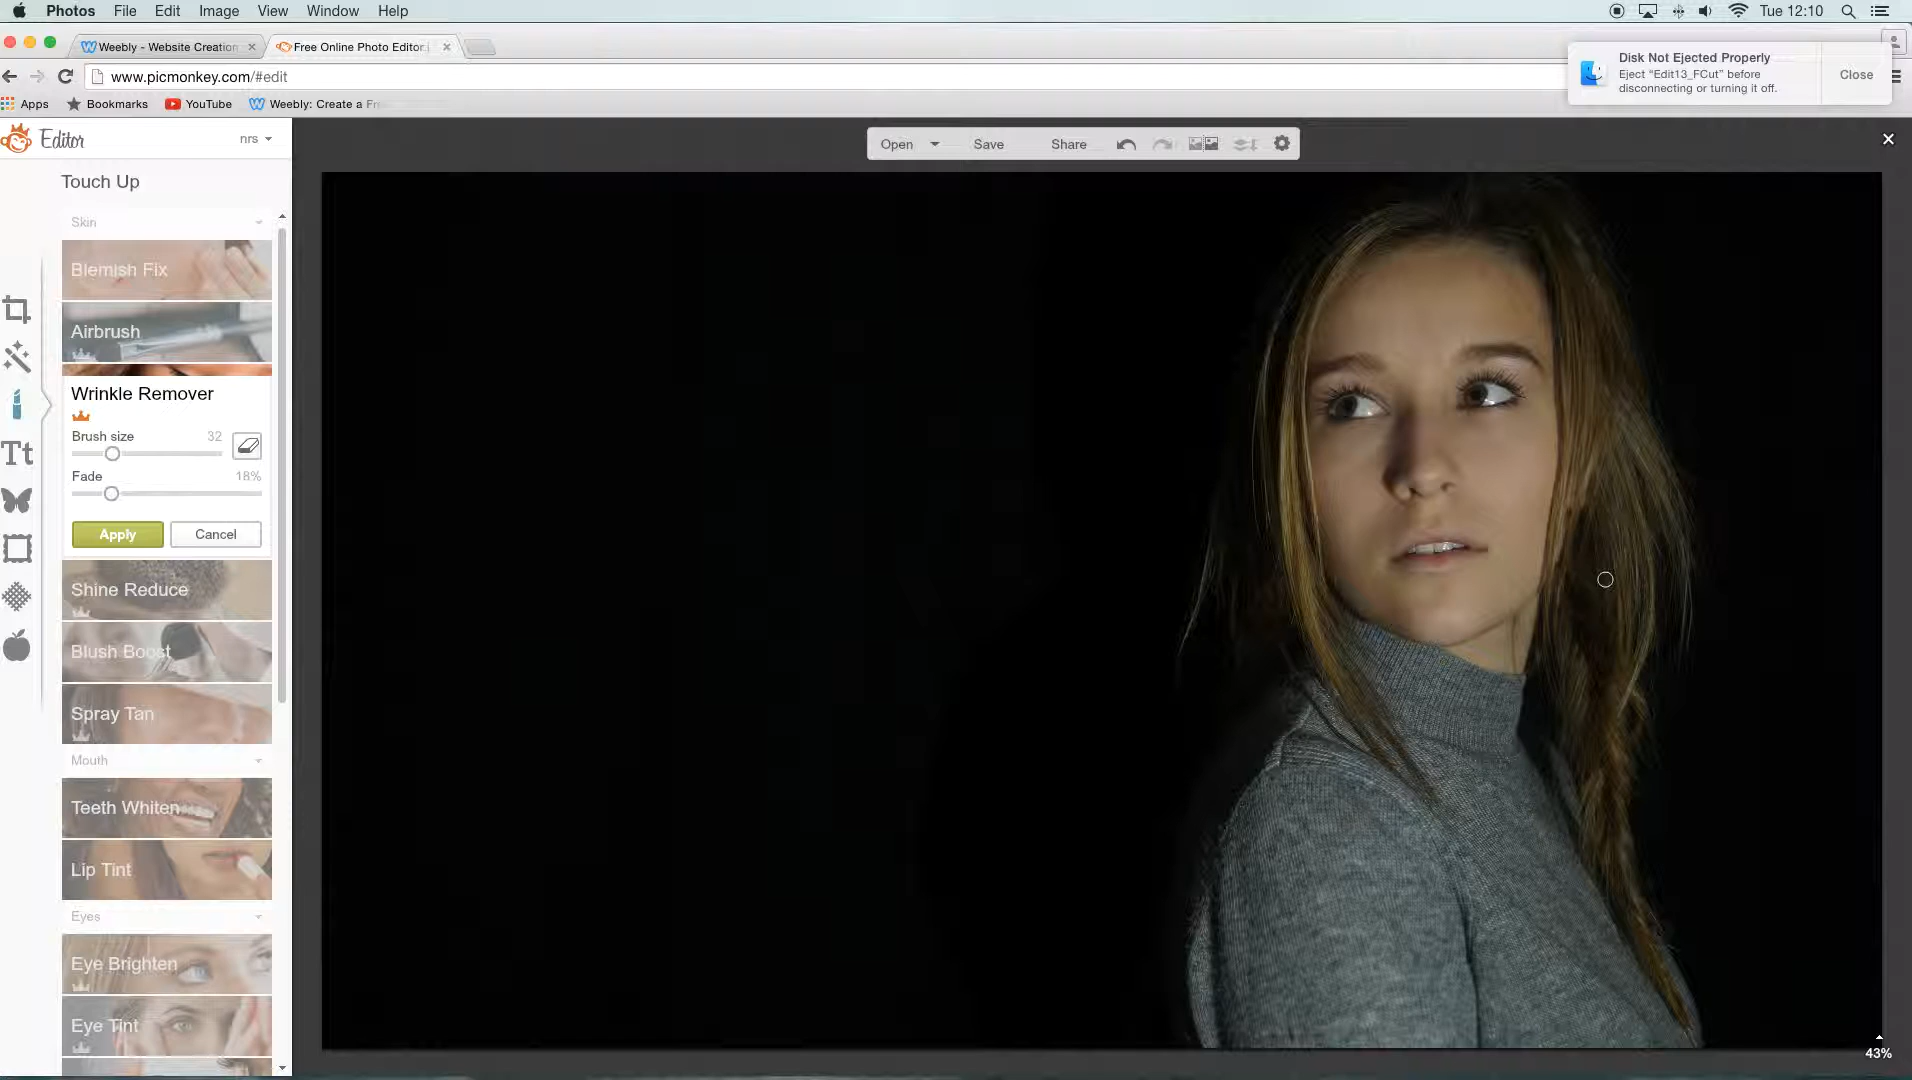 Photos File Edit Image View Window Help Tue 12:10
Weebly - Website Creation Free Online Photo Editor
www.picmonkey.com/#edit
Apps Bookmarks YouTube Weebly: Create a Fr
Disk Not Ejected Properly
Eject “Edit13_FCut” before
disconnecting or turning it off.
Close
Editor nrs
Open Save Share
Touch Up
Skin
Blemish Fix
Airbrush
Wrinkle Remover
Brush size 32
Fade 18%
Apply Cancel
Shine Reduce
Blush Boost
Spray Tan
Mouth
Teeth Whiten
Lip Tint
Eyes
Eye Brighten
Eye Tint
Tt
43%